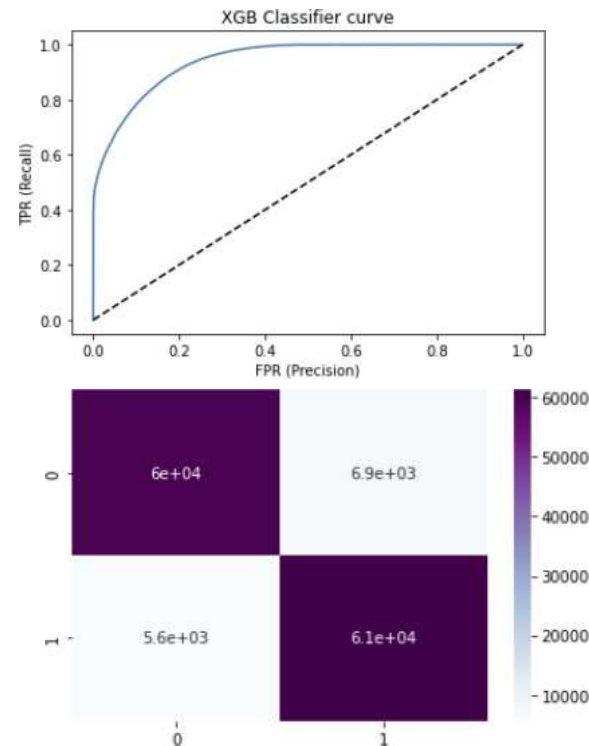 XGB Classifier curve
TPR (Recall)
1.0
0.8
0.6
0.4
0.2
0.0
0.0 0.2 0.4 0.6 0.8 1.0
FPR (Precision)
0 6e+04 6.9e+03
1 5.6e+03 6.1e+04
0 1
60000
50000
40000
30000
20000
10000